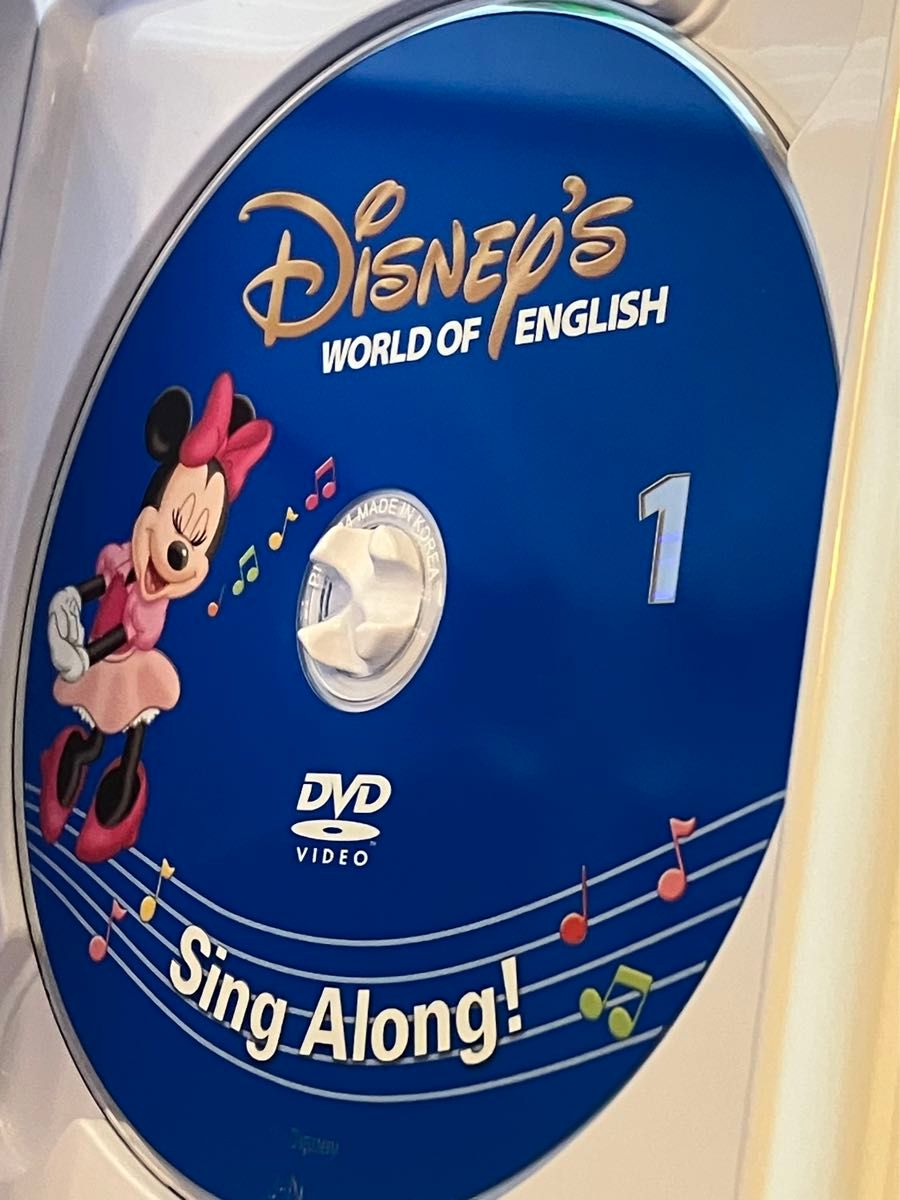 Disney's
WORLD OF ENGLISH
MADE IN KOREA
1
DVD
VIDEO
Sing Along!